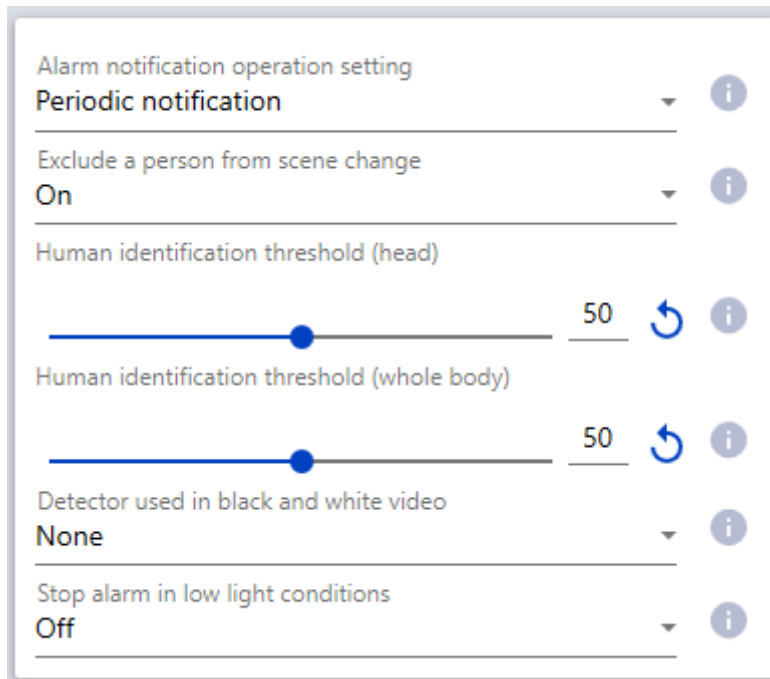 Alarm notification operation setting
Periodic notification
Exclude a person from scene change
On
Human identification threshold (head)
50
Human identification threshold (whole body)
50
Detector used in black and white video
None
Stop alarm in low light conditions
Off